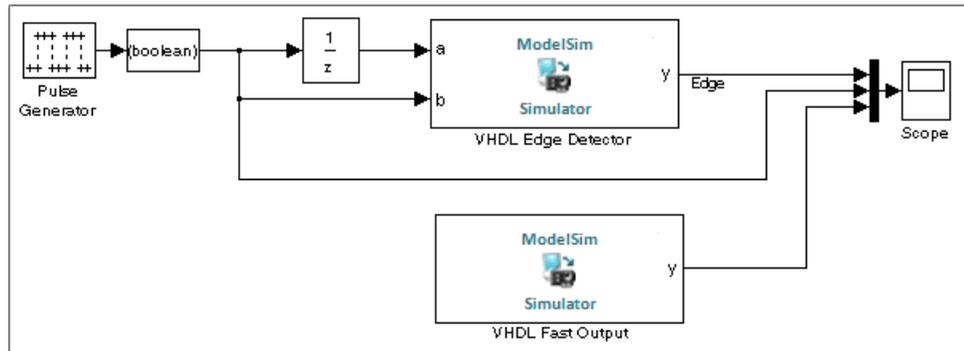 Pulse
Generator
(boolean)
1
z
a
b
ModelSim
Simulator
y
VHDL Edge Detector
Edge
Scope
ModelSim
Simulator
y
VHDL Fast Output